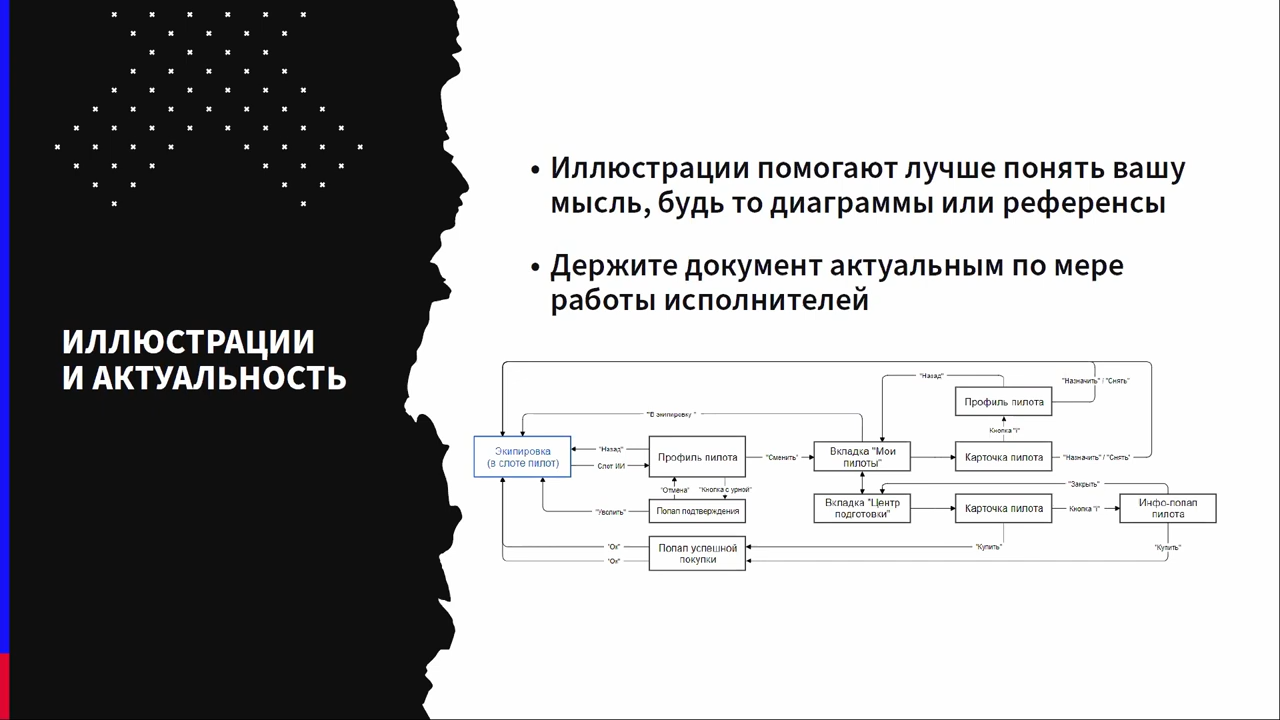 ИЛЛЮСТРАЦИИ
И АКТУАЛЬНОСТЬ
• Иллюстрации помогают лучше понять вашу
мысль, будь то диаграммы или референсы
• Держите документ актуальным по мере
работы исполнителей
"Назад"
"Назначить" / "Снять"
Профиль пилота
"В экипировку "
Кнопка "i"
Экипировка
(в слоте пилот)
"Назад"
Слот ИИ
Профиль пилота
"Сменить"
Вкладка "Мои
пилоты"
Карточка пилота
"Назначить" / "Снять"
"Отмена"
"Кнопка с урной"
"Закрыть"
"Уволить"
Попап подтверждения
Вкладка "Центр
подготовки"
Карточка пилота
Кнопка "i"
Инфо-попап
пилота
"Ок"
"Ок"
Попап успешной
покупки
"Купить"
"Купить"